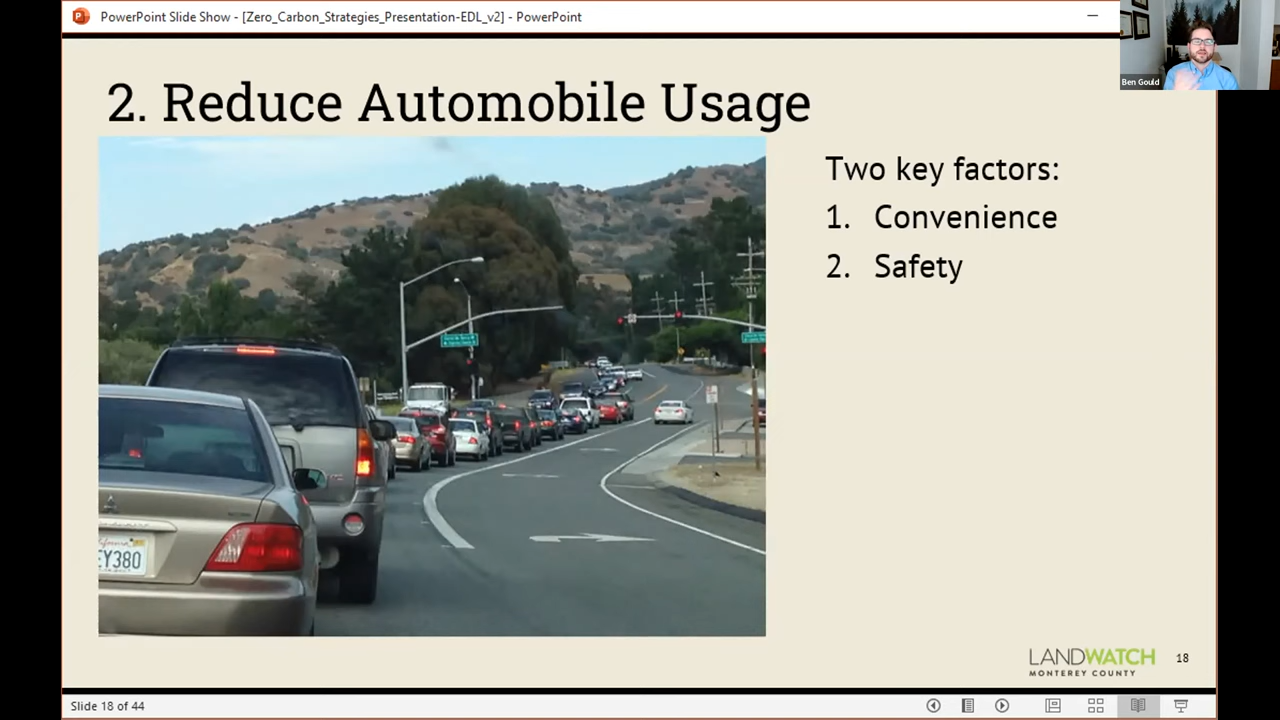 PowerPoint Slide Show - [Zero_Carbon_Strategies_Presentation-EDL_v2] - PowerPoint
Ben Gould
2. Reduce Automobile Usage
Two key factors:
1. Convenience
2. Safety
EY380
LANDWATCH
MONTEREY COUNTY
18
Slide 18 of 44